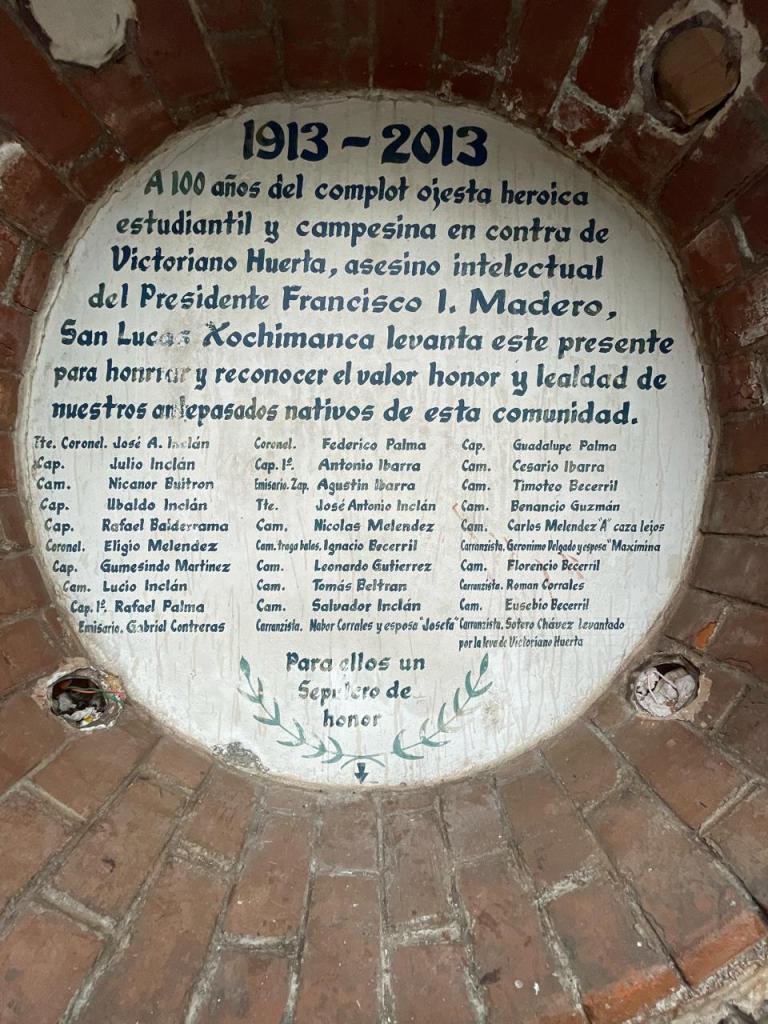 1913 ~ 2013
A 100 años del complot ojesta heroica
estudiantil y campesina en contra de
Victoriano Huerta, asesino intelectual
del Presidente Francisco I. Madero,
San Lucas Xochimanca levanta este presente
para honrrar y reconocer el valor honor y lealdad de
nuestros antepasados nativos de esta comunidad.
Tte. Coronel. José A. Inclán
Cap. Julio Inclán
Cam. Nicanor Buitron
Cap. Ubaldo Inclán
Cap. Rafael Balderrama
Coronel. Eligio Melendez
Cap. Gumesindo Martinez
Cam. Lucio Inclán
Cap. 1º. Rafael Palma
Emisario. Gabriel Contreras
Coronel. Federico Palma
Cap. 1º. Antonio Ibarra
Emisario. Zap. Agustin Ibarra
Tte. José Antonio Inclán
Cam. Nicolas Melendez
Cam. traga balas. Ignacio Becerril
Cam. Leonardo Gutierrez
Cam. Tomás Beltran
Cam. Salvador Inclán
Carranzista. Nabor Corrales y esposa "Josefa"
Cap. Guadalupe Palma
Cam. Cesario Ibarra
Cam. Timoteo Becerril
Cam. Benancio Guzmán
Cam. Carlos Melendez "A" caza lejos
Carranzista. Geronimo Delgado y esposa "Maximina
Cam. Florencio Becerril
Carranzista. Roman Corrales
Cam. Eusebio Becerril
Carranzista. Sotero Chávez Levantado
por la leva de Victoriano Huerta
Para ellos un
Sepulcro de
honor